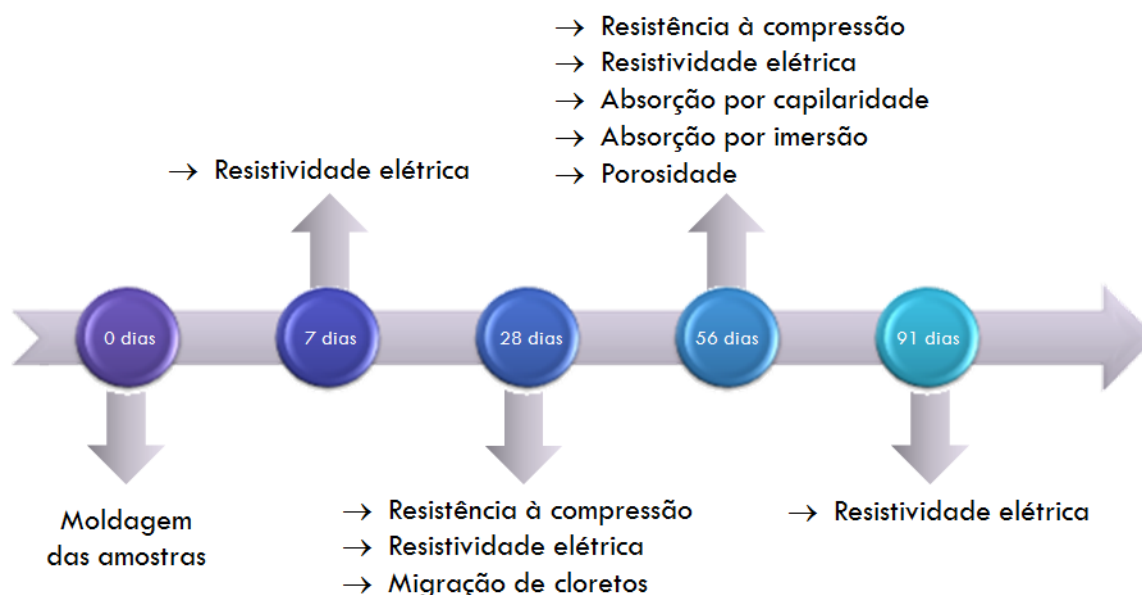 → Resistência à compressão
→ Resistividade elétrica
→ Absorção por capilaridade
→ Absorção por imersão
→ Porosidade
→ Resistividade elétrica
0 dias
7 dias
28 dias
56 dias
91 dias
Moldagem
das amostras
→ Resistência à compressão
→ Resistividade elétrica
→ Migração de cloretos
→ Resistividade elétrica